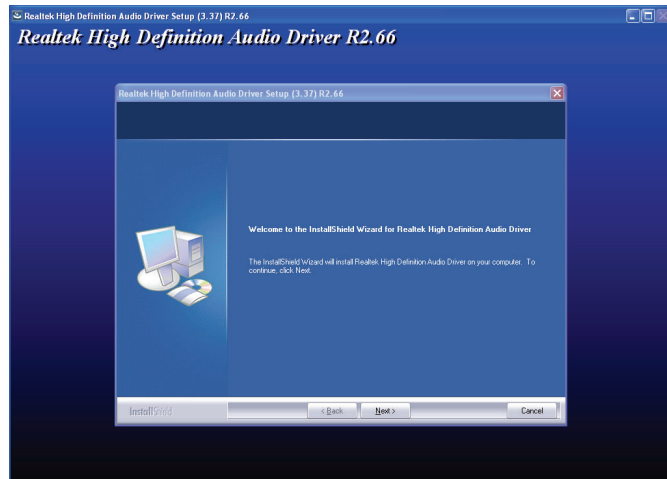 Realtek High Definition Audio Driver Setup (3.37) R2.66
Realtek High Definition Audio Driver R2.66
Realtek High Definition Audio Driver Setup (3.37) R2.66
Welcome to the InstallShield Wizard for Realtek High Definition Audio Driver
The InstallShield Wizard will install Realtek High Definition Audio Driver on your computer. To
continue, click Next.
InstallShield
< Back Next > Cancel